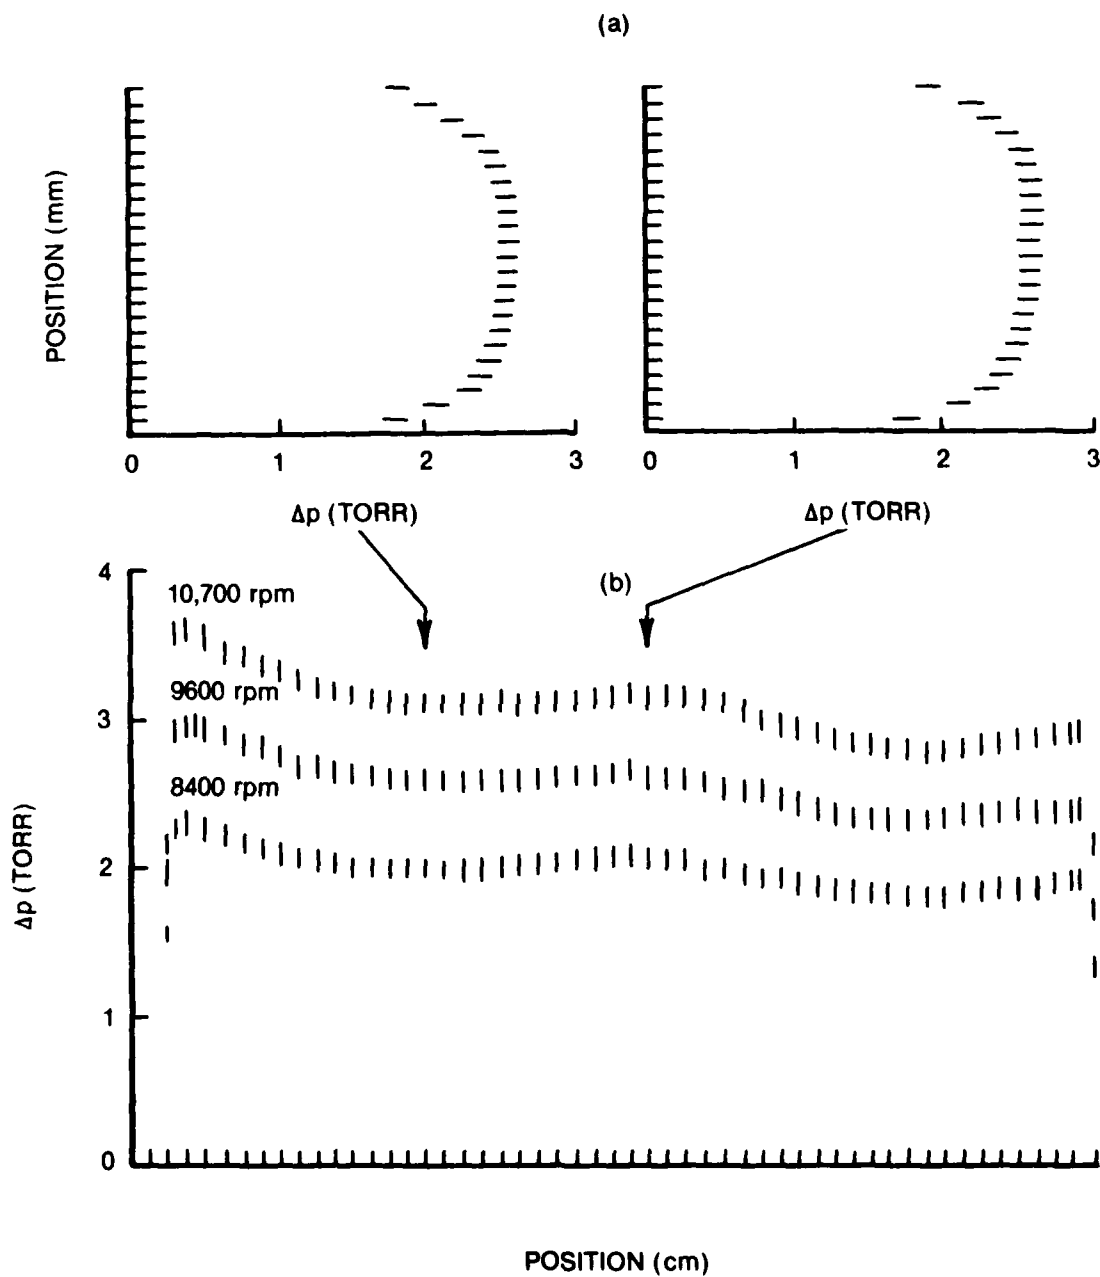 (a)
POSITION (mm)
0 1 2 3
0 1 2 3
Δp (TORR)
Δp (TORR)
(b)
4
10,700 rpm
9600 rpm
3
8400 rpm
2
Δp (TORR)
1
0
POSITION (cm)